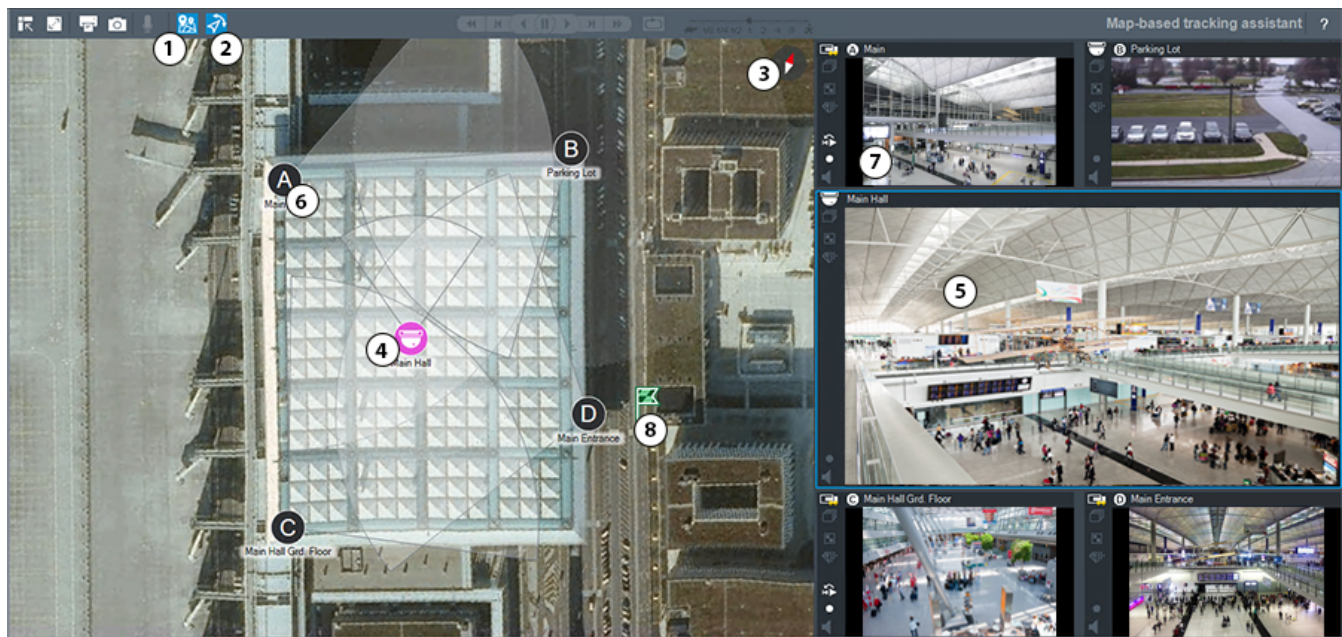 Map-based tracking assistant ?
1
2
3
A Main
B Parking Lot
A
Main
6
B
Parking Lot
7
Main Hall
5
4
Main Hall
8
D
Main Entrance
C
Main Hall Grd. Floor
C Main Hall Grd. Floor
D Main Entrance